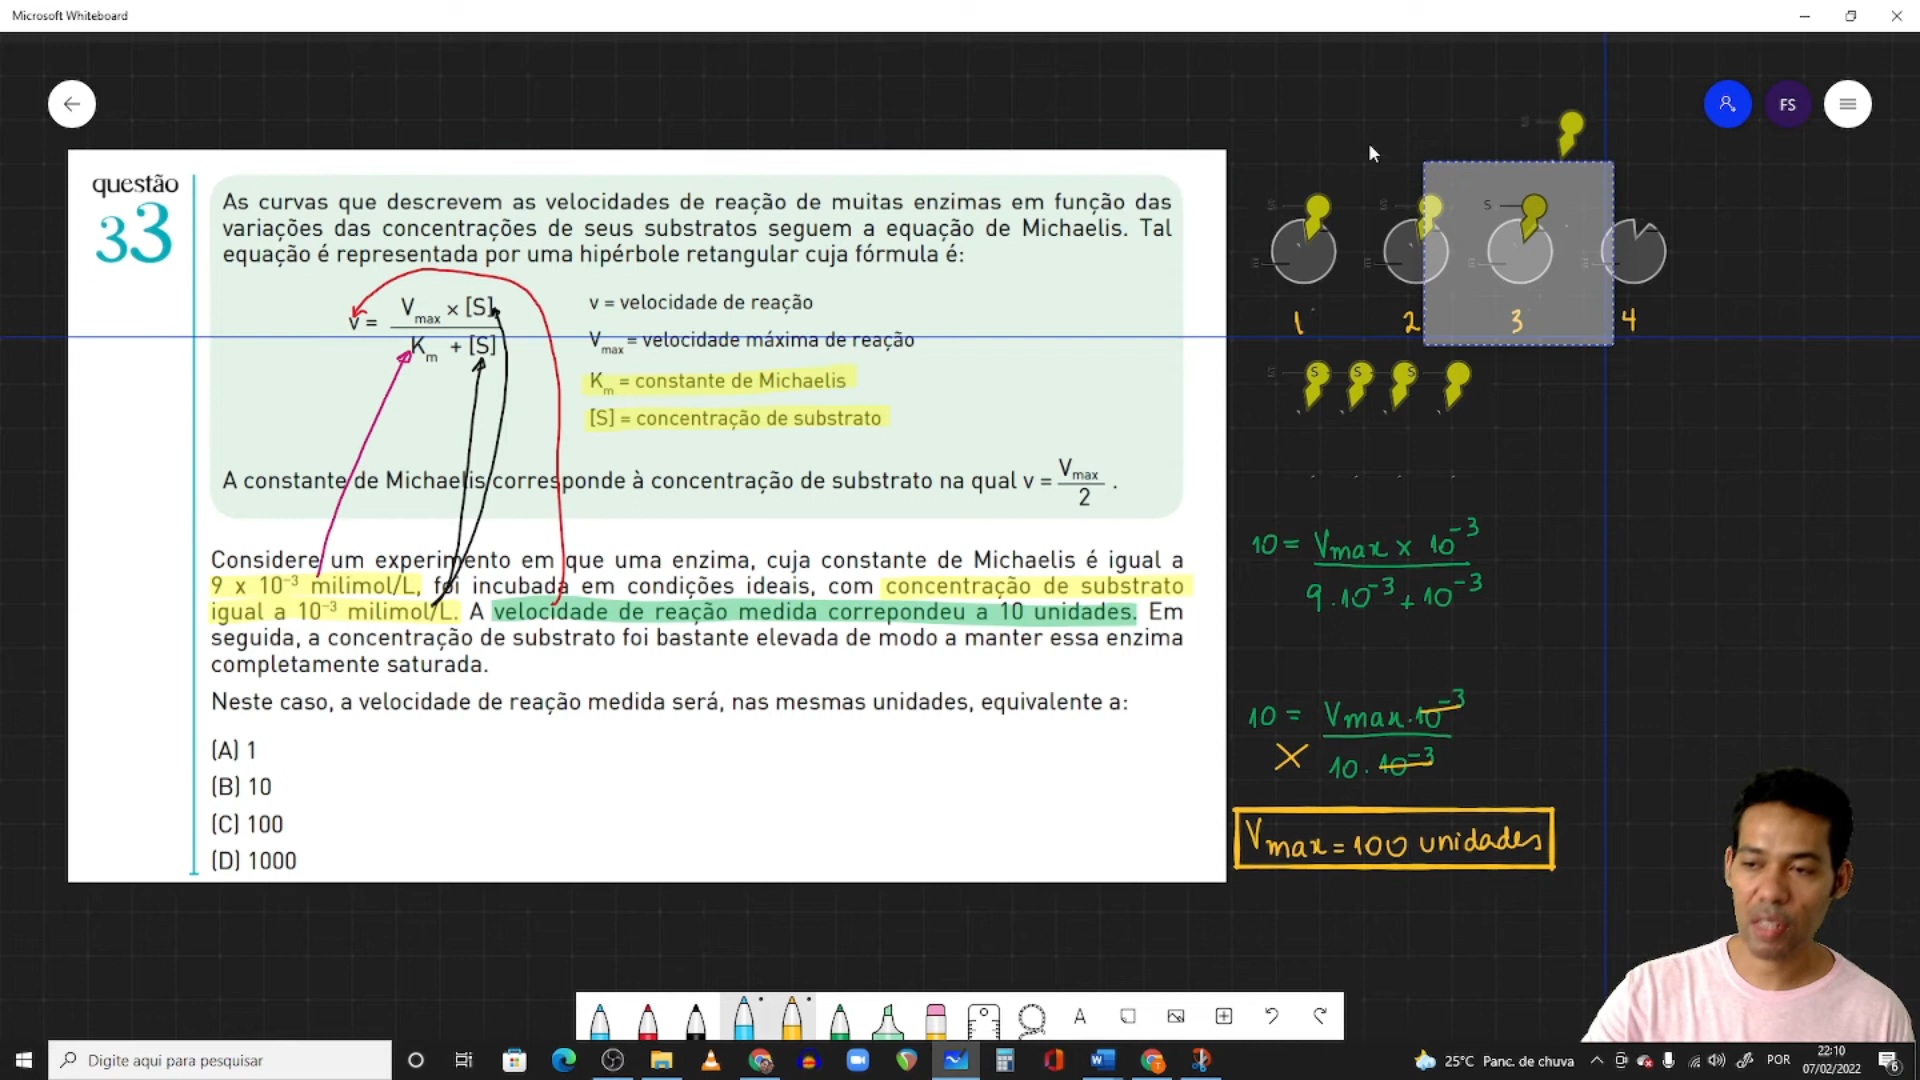 Microsoft Whiteboard
FS
questão
33
As curvas que descrevem as velocidades de reação de muitas enzimas em função das
variações das concentrações de seus substratos seguem a equação de Michaelis. Tal
equação é representada por uma hipérbole retangular cuja fórmula é:
v = Vmax × [S] / Km + [S]
v = velocidade de reação
Vmax = velocidade máxima de reação
Km = constante de Michaelis
[S] = concentração de substrato
A constante de Michaelis corresponde à concentração de substrato na qual v = Vmax / 2 .
Considere um experimento em que uma enzima, cuja constante de Michaelis é igual a
9 x 10⁻³ milimol/L, foi incubada em condições ideais, com concentração de substrato
igual a 10⁻³ milimol/L. A velocidade de reação medida correpondeu a 10 unidades. Em
seguida, a concentração de substrato foi bastante elevada de modo a manter essa enzima
completamente saturada.
Neste caso, a velocidade de reação medida será, nas mesmas unidades, equivalente a:
(A) 1
(B) 10
(C) 100
(D) 1000
S
1 2 3 4
S S S
10 = Vmax x 10⁻³ / 9.10⁻³ + 10⁻³
10 = Vmax.10⁻³ / 10.10⁻³
Vmax = 100 unidades
A
Digite aqui para pesquisar
25°C Panc. de chuva
POR
22:10
07/02/2022
6